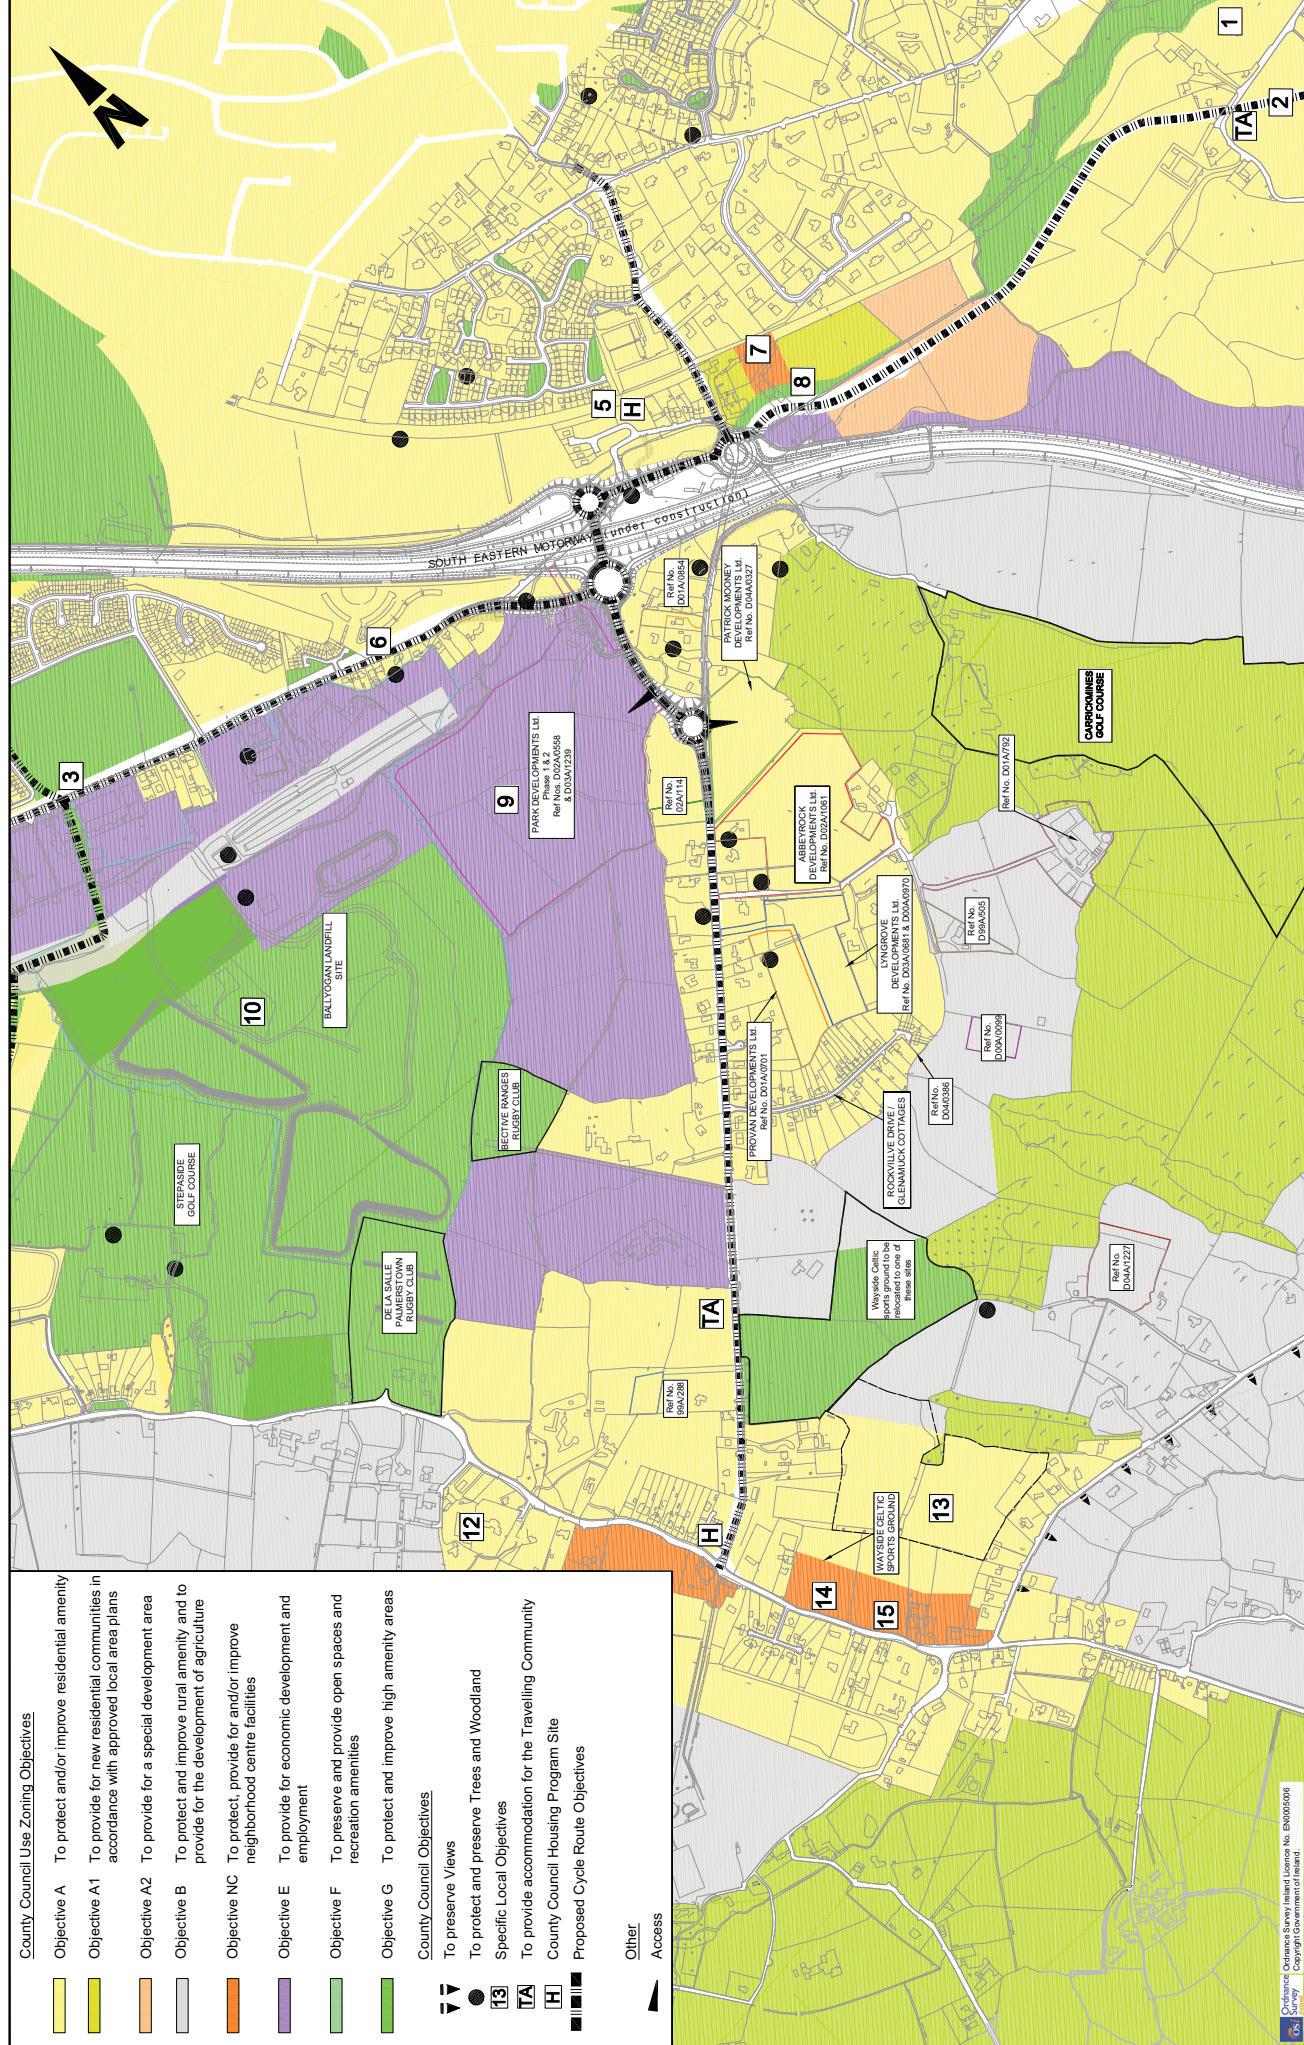 County Council Use Zoning Objectives
Objective A To protect and/or improve residential amenity
Objective A1 To provide for new residential communities in
accordance with approved local area plans
Objective A2 To provide for a special development area
Objective B To protect and improve rural amenity and to
provide for the development of agriculture
Objective NC To protect, provide for and/or improve
neighborhood centre facilities
Objective E To provide for economic development and
employment
Objective F To preserve and provide open spaces and
recreation amenities
Objective G To protect and improve high amenity areas
County Council Objectives
To preserve Views
To protect and preserve Trees and Woodland
13 Specific Local Objectives
TA To provide accommodation for the Travelling Community
H County Council Housing Program Site
Proposed Cycle Route Objectives
Other
Access
N
1
2
TA
3
5
H
6
7
8
9
10
12
13
14
15
H
TA
SOUTH EASTERN MOTORWAY (under construction)
STEPASIDE
GOLF COURSE
BALLYOGAN LANDFILL
SITE
DE LA SALLE
PALMERSTOWN
RUGBY CLUB
BECTIVE RANGES
RUGBY CLUB
PARK DEVELOPMENTS Ltd.
Phase 1 & 2
Ref Nos. D02A/0558
& D03A/1239
Ref No.
D01A/0854
PATRICK MOONEY
DEVELOPMENTS Ltd.
Ref No. D04A/0327
Ref No.
02A/114
ABBEYROCK
DEVELOPMENTS Ltd.
Ref No. D02A/1061
LYNGROVE
DEVELOPMENTS Ltd.
Ref No. D03A/0681 & D00A/0970
PROVAN DEVELOPMENTS Ltd.
Ref No. D01A/0701
ROCKVILLVE DRIVE /
GLENAMUCK COTTAGES
Ref No.
D04/0386
Ref No.
D00A/0099
Ref No.
D99A/505
Ref No. D01A/792
CARRICKMINES
GOLF COURSE
Ref No.
D04A/1227
Wayside Celtic
sports ground to be
relocated to one of
these sites
Ref No.
99A/288
WAYSIDE CELTIC
SPORTS GROUND
OSi
Ordnance
Survey
Ireland
Ordnance Survey Ireland Licence No. EN0005006
Copyright Government of Ireland.